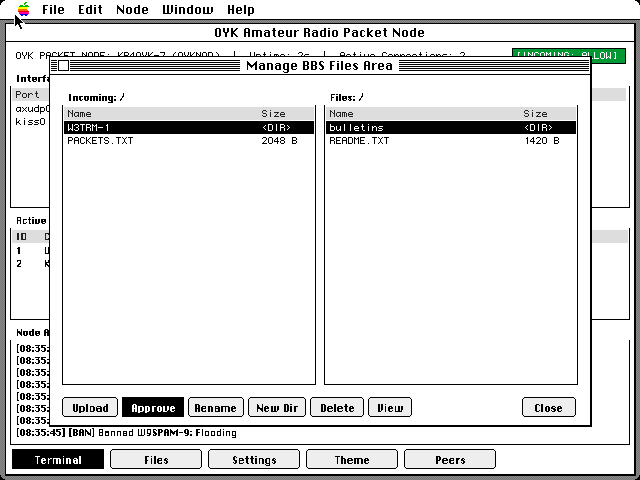 File Edit Node Window Help
OYK Amateur Radio Packet Node
[INCOMING: ALLOW]
Manage BBS Files Area
Interfa
Incoming: /
Files: /
Port
Name Size
Name Size
axudp0
W3TRM-1 <DIR>
bulletins <DIR>
kiss0
PACKETS.TXT 2048 B
README.TXT 1420 B
Active
ID
1
2
Node A
[08:35:
[08:35:
[08:35:
[08:35:
[08:35:
[08:35:
[08:35:
Upload Approve Rename New Dir Delete View Close
[08:35:45] [BAN] Banned W9SPAM-9: Flooding
Terminal Files Settings Theme Peers